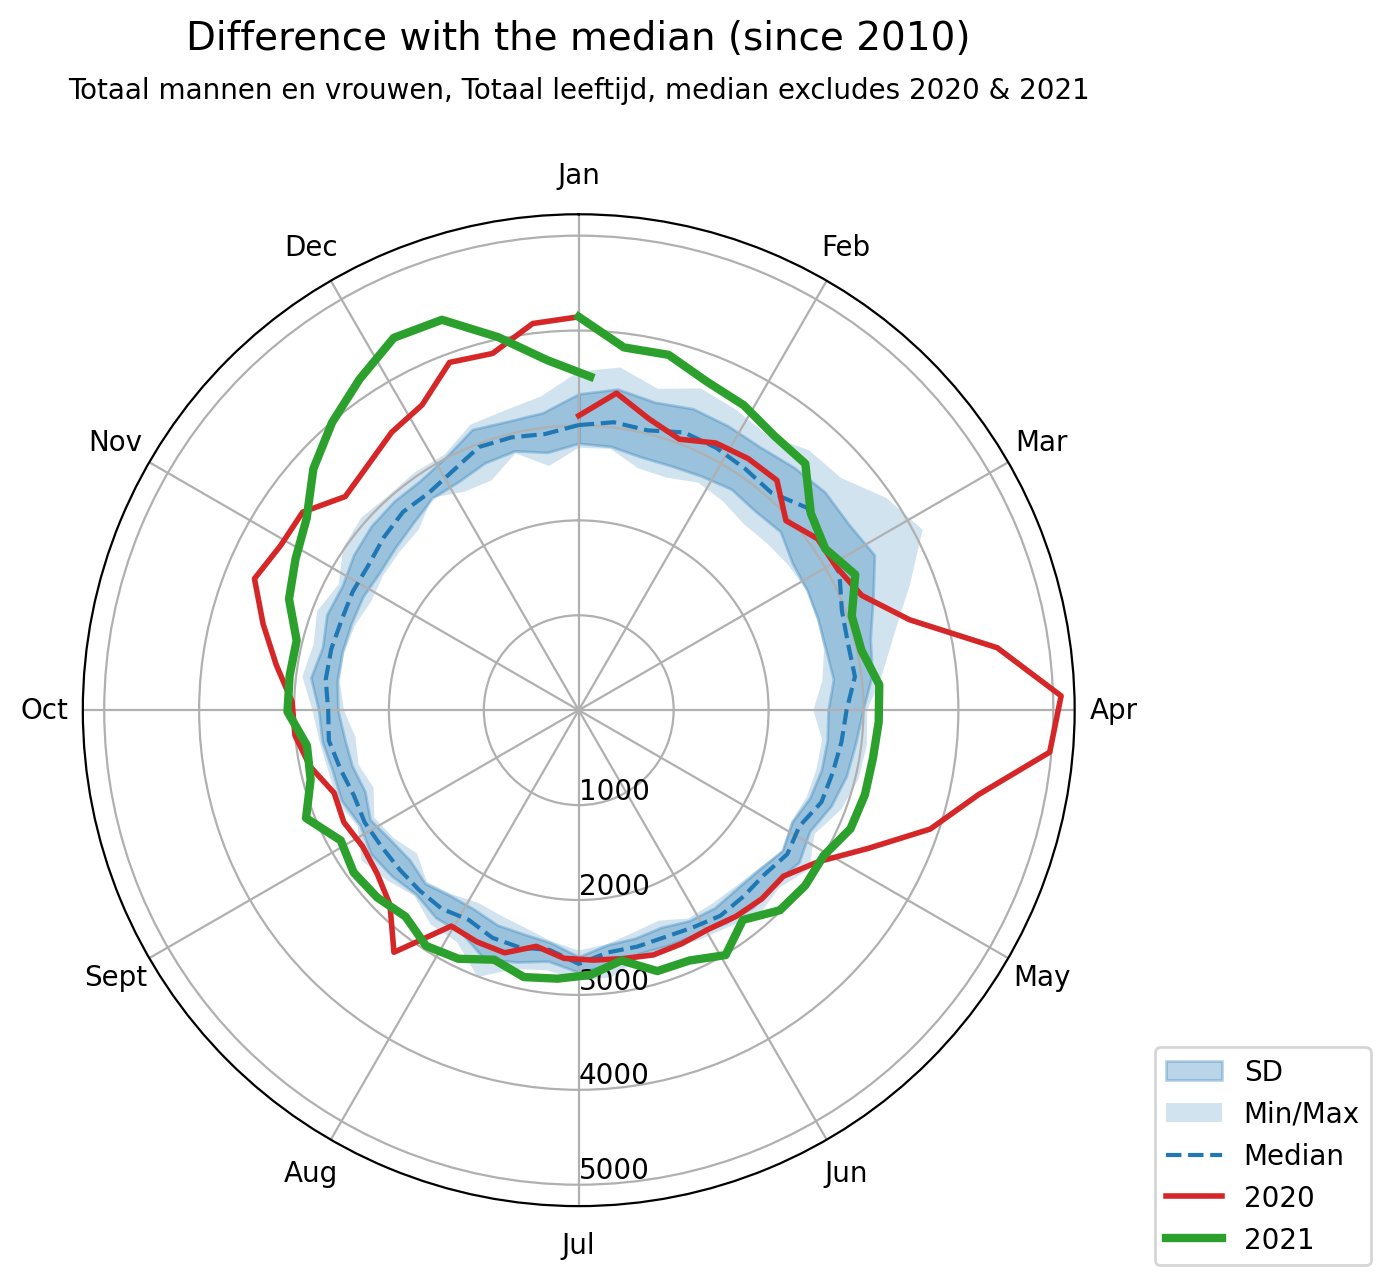 Difference with the median (since 2010)
Totaal mannen en vrouwen, Totaal leeftijd, median excludes 2020 & 2021
Jan
Dec
Feb
Nov
Mar
Oct
Apr
1000
2000
3000
Sept
May
4000
5000
Aug
Jun
Jul
SD
Min/Max
Median
2020
2021